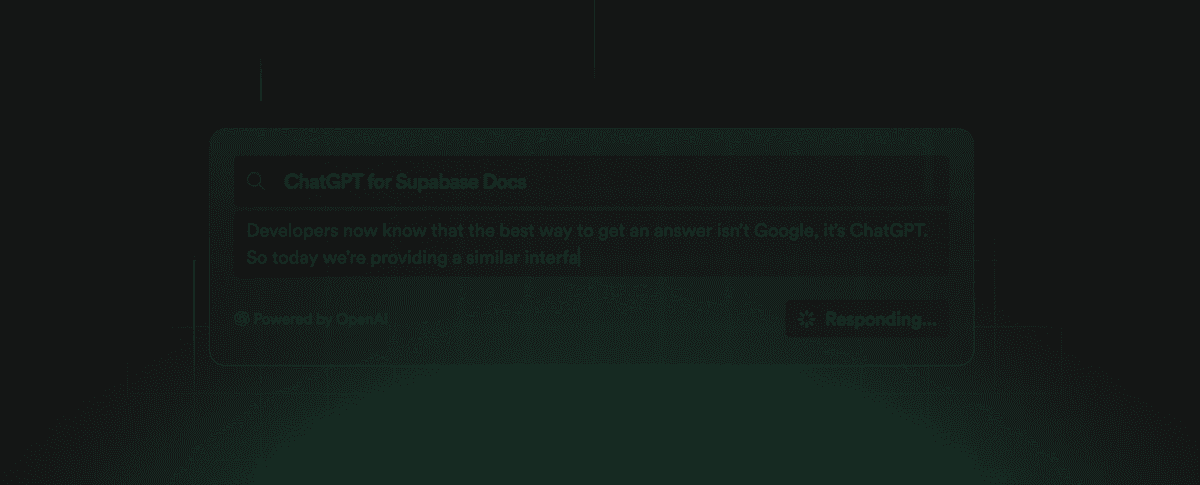 ChatGPT for Supabase Docs
Developers now know that the best way to get an answer isn't Google, it's ChatGPT.
So today we're providing a similar interfa
Powered by OpenAI
Responding...